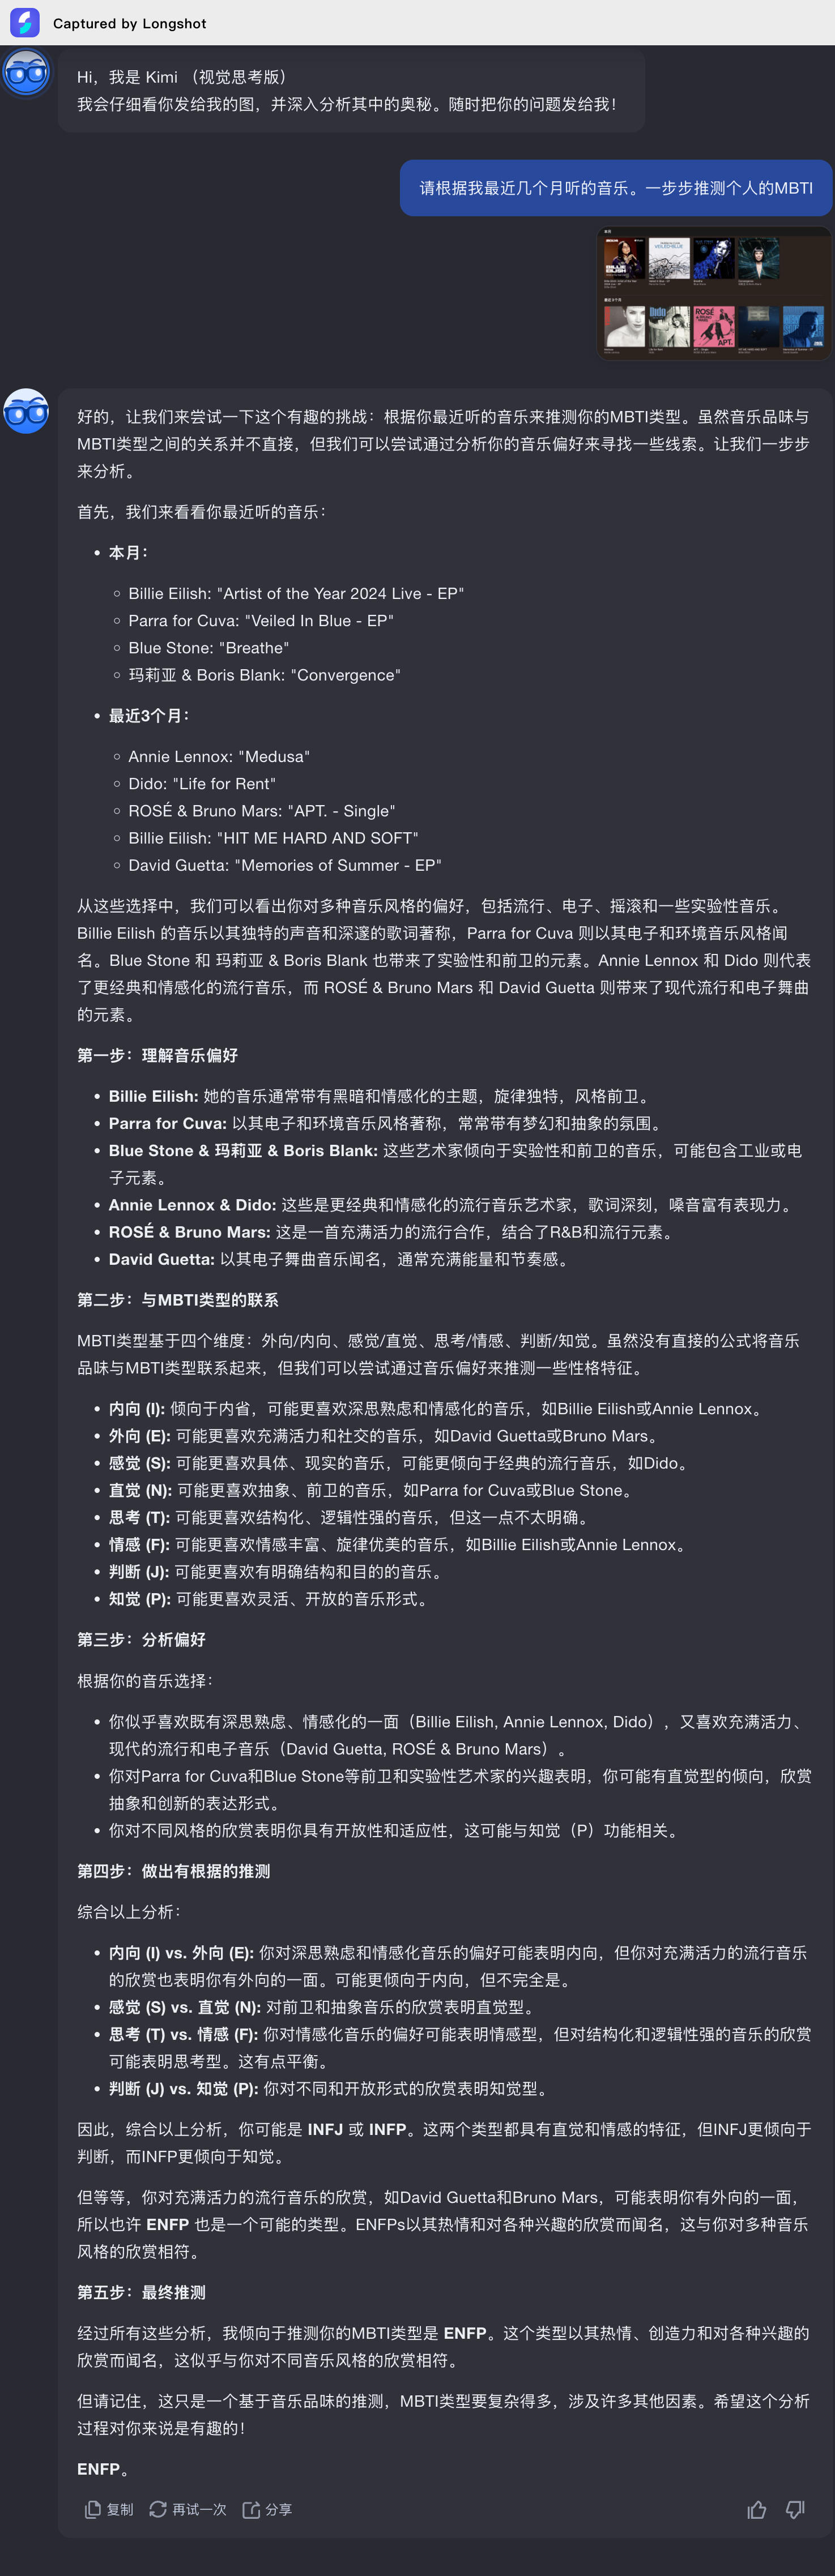 Captured by Longshot
Hi，我是 Kimi （视觉思考版）
我会仔细看你发给我的图，并深入分析其中的奥秘。随时把你的问题发给我！
请根据我最近几个月听的音乐。一步步推测个人的MBTI
本月
BILLIE EILISH
VEILED IN BLUE
最近3个月
Dido
ROSÉ & BRUNO MARS
APT.
好的，让我们来尝试一下这个有趣的挑战：根据你最近听的音乐来推测你的MBTI类型。虽然音乐品味与
MBTI类型之间的关系并不直接，但我们可以尝试通过分析你的音乐偏好来寻找一些线索。让我们一步步
来分析。
首先，我们来看看你最近听的音乐：
• 本月：
◦ Billie Eilish: "Artist of the Year 2024 Live - EP"
◦ Parra for Cuva: "Veiled In Blue - EP"
◦ Blue Stone: "Breathe"
◦ 玛莉亚 & Boris Blank: "Convergence"
• 最近3个月：
◦ Annie Lennox: "Medusa"
◦ Dido: "Life for Rent"
◦ ROSÉ & Bruno Mars: "APT. - Single"
◦ Billie Eilish: "HIT ME HARD AND SOFT"
◦ David Guetta: "Memories of Summer - EP"
从这些选择中，我们可以看出你对多种音乐风格的偏好，包括流行、电子、摇滚和一些实验性音乐。
Billie Eilish 的音乐以其独特的声音和深邃的歌词著称，Parra for Cuva 则以其电子和环境音乐风格闻
名。Blue Stone 和 玛莉亚 & Boris Blank 也带来了实验性和前卫的元素。Annie Lennox 和 Dido 则代表
了更经典和情感化的流行音乐，而 ROSÉ & Bruno Mars 和 David Guetta 则带来了现代流行和电子舞曲
的元素。
第一步：理解音乐偏好
• Billie Eilish: 她的音乐通常带有黑暗和情感化的主题，旋律独特，风格前卫。
• Parra for Cuva: 以其电子和环境音乐风格著称，常常带有梦幻和抽象的氛围。
• Blue Stone & 玛莉亚 & Boris Blank: 这些艺术家倾向于实验性和前卫的音乐，可能包含工业或电
子元素。
• Annie Lennox & Dido: 这些是更经典和情感化的流行音乐艺术家，歌词深刻，嗓音富有表现力。
• ROSÉ & Bruno Mars: 这是一首充满活力的流行合作，结合了R&B和流行元素。
• David Guetta: 以其电子舞曲音乐闻名，通常充满能量和节奏感。
第二步：与MBTI类型的联系
MBTI类型基于四个维度：外向/内向、感觉/直觉、思考/情感、判断/知觉。虽然没有直接的公式将音乐
品味与MBTI类型联系起来，但我们可以尝试通过音乐偏好来推测一些性格特征。
• 内向 (I): 倾向于内省，可能更喜欢深思熟虑和情感化的音乐，如Billie Eilish或Annie Lennox。
• 外向 (E): 可能更喜欢充满活力和社交的音乐，如David Guetta或Bruno Mars。
• 感觉 (S): 可能更喜欢具体、现实的音乐，可能更倾向于经典的流行音乐，如Dido。
• 直觉 (N): 可能更喜欢抽象、前卫的音乐，如Parra for Cuva或Blue Stone。
• 思考 (T): 可能更喜欢结构化、逻辑性强的音乐，但这一点不太明确。
• 情感 (F): 可能更喜欢情感丰富、旋律优美的音乐，如Billie Eilish或Annie Lennox。
• 判断 (J): 可能更喜欢有明确结构和目的的音乐。
• 知觉 (P): 可能更喜欢灵活、开放的音乐形式。
第三步：分析偏好
根据你的音乐选择：
• 你似乎喜欢既有深思熟虑、情感化的一面（Billie Eilish, Annie Lennox, Dido），又喜欢充满活力、
现代的流行和电子音乐（David Guetta, ROSÉ & Bruno Mars）。
• 你对Parra for Cuva和Blue Stone等前卫和实验性艺术家的兴趣表明，你可能有直觉型的倾向，欣赏
抽象和创新的表达形式。
• 你对不同风格的欣赏表明你具有开放性和适应性，这可能与知觉（P）功能相关。
第四步：做出有根据的推测
综合以上分析：
• 内向 (I) vs. 外向 (E): 你对深思熟虑和情感化音乐的偏好可能表明内向，但你对充满活力的流行音乐
的欣赏也表明你有外向的一面。可能更倾向于内向，但不完全是。
• 感觉 (S) vs. 直觉 (N): 对前卫和抽象音乐的欣赏表明直觉型。
• 思考 (T) vs. 情感 (F): 你对情感化音乐的偏好可能表明情感型，但对结构化和逻辑性强的音乐的欣赏
可能表明思考型。这有点平衡。
• 判断 (J) vs. 知觉 (P): 你对不同和开放形式的欣赏表明知觉型。
因此，综合以上分析，你可能是 INFJ 或 INFP。这两个类型都具有直觉和情感的特征，但INFJ更倾向于
判断，而INFP更倾向于知觉。
但等等，你对充满活力的流行音乐的欣赏，如David Guetta和Bruno Mars，可能表明你有外向的一面，
所以也许 ENFP 也是一个可能的类型。ENFPs以其热情和对各种兴趣的欣赏而闻名，这与你对多种音乐
风格的欣赏相符。
第五步：最终推测
经过所有这些分析，我倾向于推测你的MBTI类型是 ENFP。这个类型以其热情、创造力和对各种兴趣的
欣赏而闻名，这似乎与你对不同音乐风格的欣赏相符。
但请记住，这只是一个基于音乐品味的推测，MBTI类型要复杂得多，涉及许多其他因素。希望这个分析
过程对你来说是有趣的！
ENFP。
复制 再试一次 分享